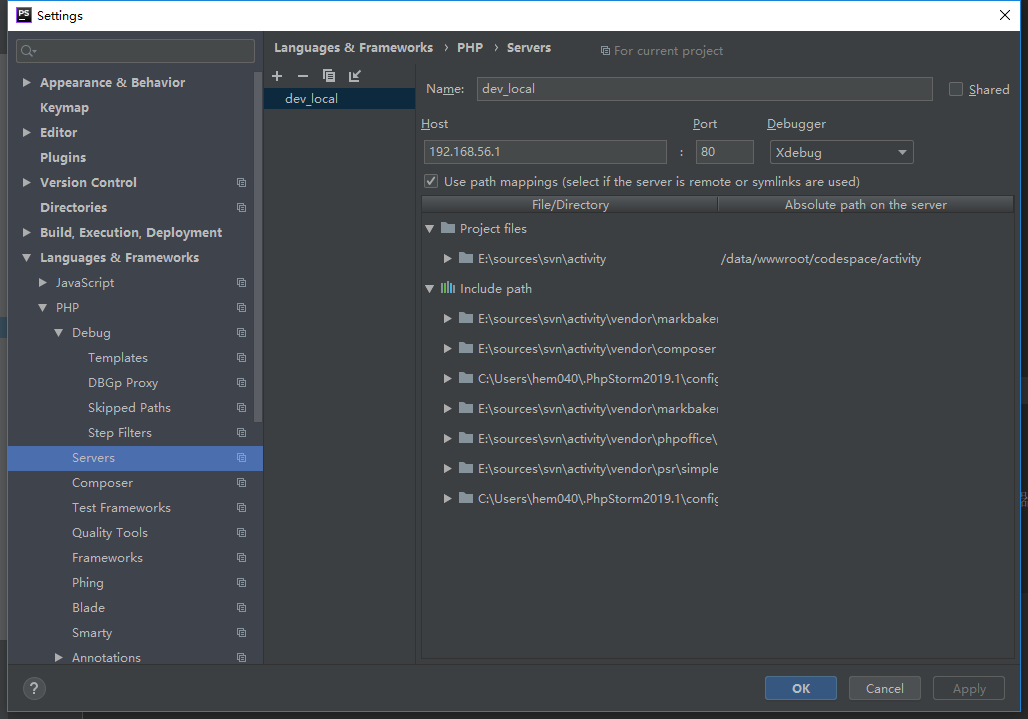 PS
Settings
Languages & Frameworks › PHP › Servers
For current project
Appearance & Behavior
Keymap
Editor
Plugins
Version Control
Directories
Build, Execution, Deployment
Languages & Frameworks
JavaScript
PHP
Debug
Templates
DBGp Proxy
Skipped Paths
Step Filters
Servers
Composer
Test Frameworks
Quality Tools
Frameworks
Phing
Blade
Smarty
Annotations
dev_local
Name: dev_local
Shared
Host
Port
Debugger
192.168.56.1 : 80
Xdebug
Use path mappings (select if the server is remote or symlinks are used)
File/Directory
Absolute path on the server
Project files
E:\sources\svn\activity
/data/wwwroot/codespace/activity
Include path
E:\sources\svn\activity\vendor\markbaker
E:\sources\svn\activity\vendor\composer
C:\Users\hem040\.PhpStorm2019.1\config
E:\sources\svn\activity\vendor\markbaker
E:\sources\svn\activity\vendor\phpoffice\
E:\sources\svn\activity\vendor\psr\simple
C:\Users\hem040\.PhpStorm2019.1\config
?
OK
Cancel
Apply